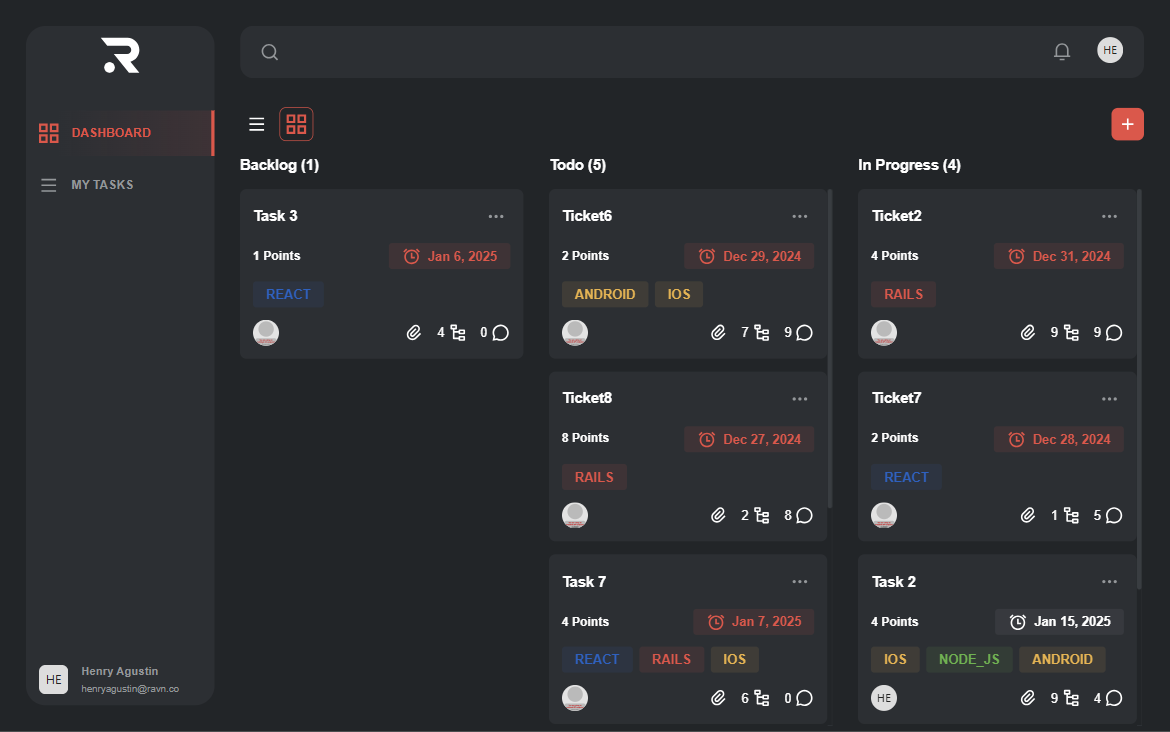 HE
DASHBOARD
MY TASKS
Henry Agustin
henryagustin@ravn.co
HE
Backlog (1)
Task 3
1 Points
Jan 6, 2025
REACT
4 0
Todo (5)
Ticket6
2 Points
Dec 29, 2024
ANDROID IOS
7 9
Ticket8
8 Points
Dec 27, 2024
RAILS
2 8
Task 7
4 Points
Jan 7, 2025
REACT RAILS IOS
6 0
In Progress (4)
Ticket2
4 Points
Dec 31, 2024
RAILS
9 9
Ticket7
2 Points
Dec 28, 2024
REACT
1 5
Task 2
4 Points
Jan 15, 2025
IOS NODE_JS ANDROID
HE 9 4